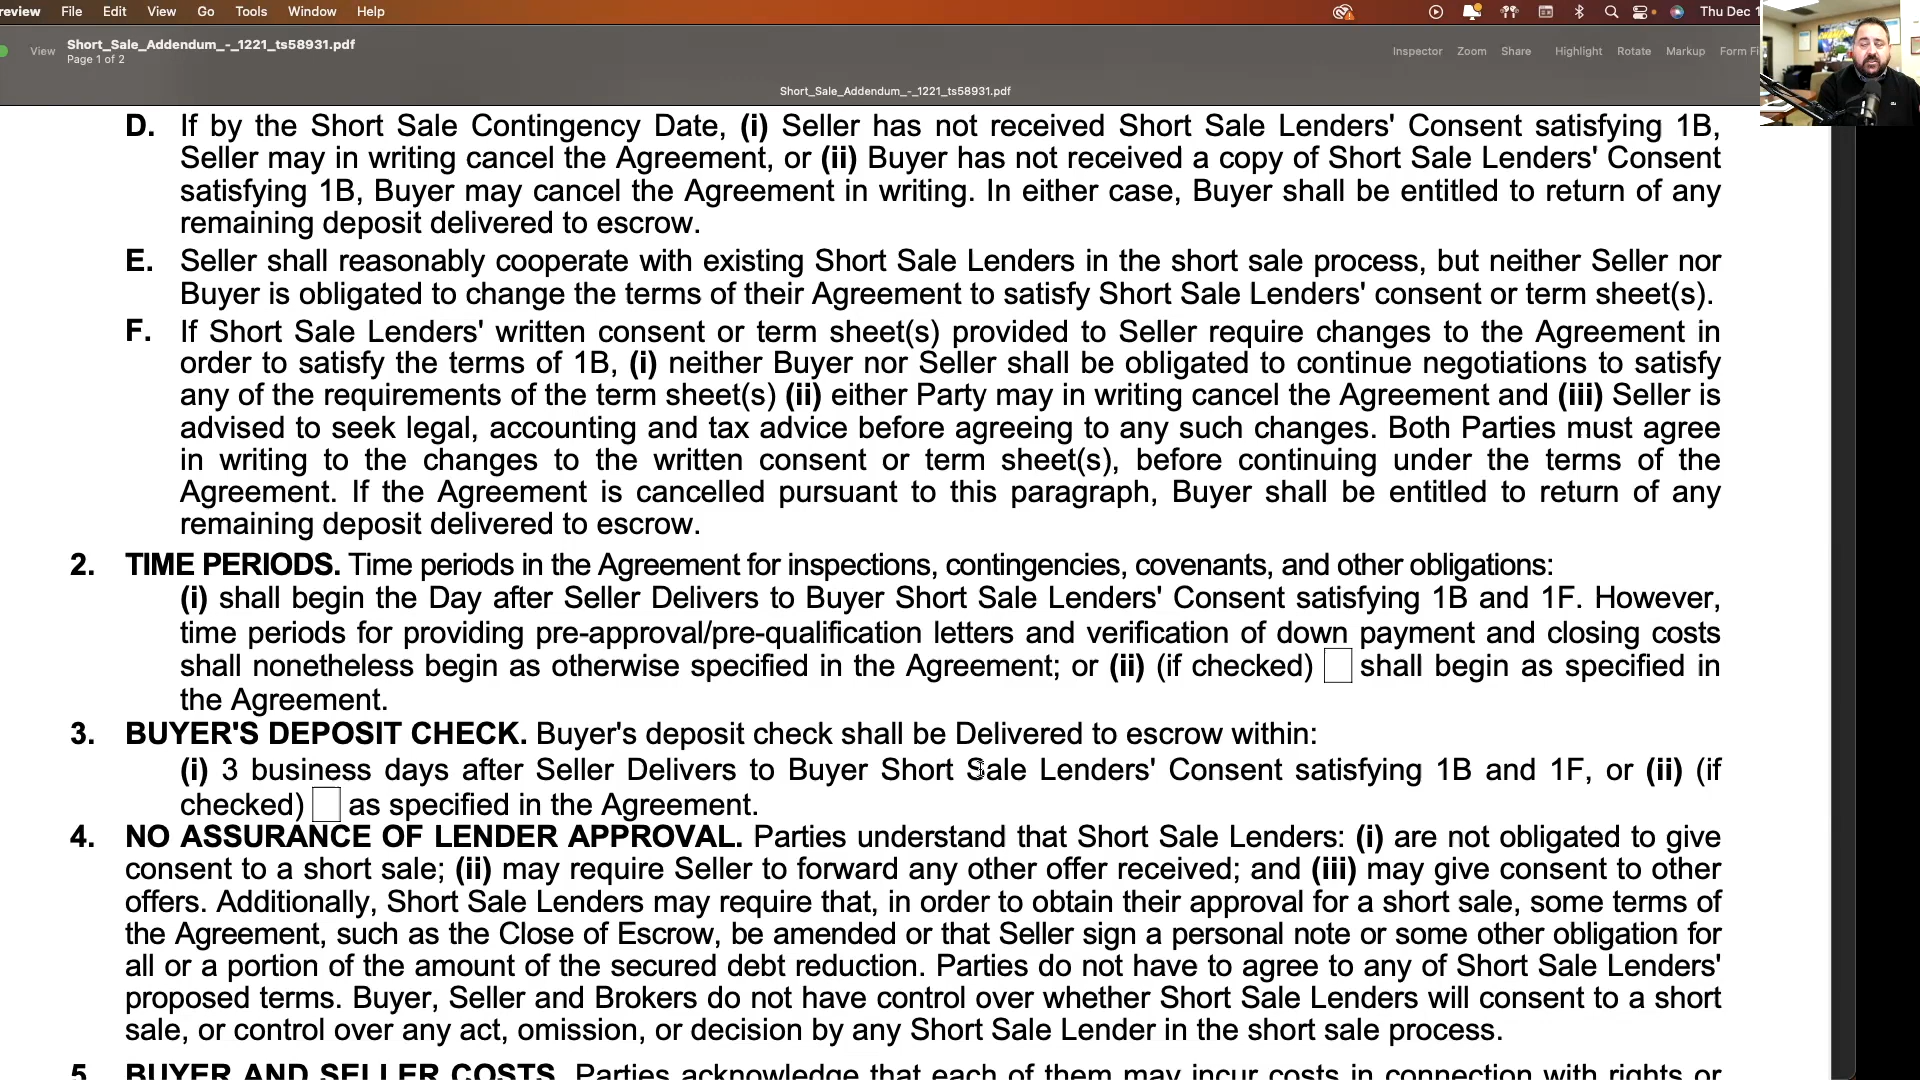 review File Edit View Go Tools Window Help Thu Dec 1
View Short_Sale_Addendum_-_1221_ts58931.pdf Inspector Zoom Share Highlight Rotate Markup Form Fi
Page 1 of 2
Short_Sale_Addendum_-_1221_ts58931.pdf
D. If by the Short Sale Contingency Date, (i) Seller has not received Short Sale Lenders' Consent satisfying 1B,
Seller may in writing cancel the Agreement, or (ii) Buyer has not received a copy of Short Sale Lenders' Consent
satisfying 1B, Buyer may cancel the Agreement in writing. In either case, Buyer shall be entitled to return of any
remaining deposit delivered to escrow.
E. Seller shall reasonably cooperate with existing Short Sale Lenders in the short sale process, but neither Seller nor
Buyer is obligated to change the terms of their Agreement to satisfy Short Sale Lenders' consent or term sheet(s).
F. If Short Sale Lenders' written consent or term sheet(s) provided to Seller require changes to the Agreement in
order to satisfy the terms of 1B, (i) neither Buyer nor Seller shall be obligated to continue negotiations to satisfy
any of the requirements of the term sheet(s) (ii) either Party may in writing cancel the Agreement and (iii) Seller is
advised to seek legal, accounting and tax advice before agreeing to any such changes. Both Parties must agree
in writing to the changes to the written consent or term sheet(s), before continuing under the terms of the
Agreement. If the Agreement is cancelled pursuant to this paragraph, Buyer shall be entitled to return of any
remaining deposit delivered to escrow.
2. TIME PERIODS. Time periods in the Agreement for inspections, contingencies, covenants, and other obligations:
(i) shall begin the Day after Seller Delivers to Buyer Short Sale Lenders' Consent satisfying 1B and 1F. However,
time periods for providing pre-approval/pre-qualification letters and verification of down payment and closing costs
shall nonetheless begin as otherwise specified in the Agreement; or (ii) (if checked) shall begin as specified in
the Agreement.
3. BUYER'S DEPOSIT CHECK. Buyer's deposit check shall be Delivered to escrow within:
(i) 3 business days after Seller Delivers to Buyer Short Sale Lenders' Consent satisfying 1B and 1F, or (ii) (if
checked) as specified in the Agreement.
4. NO ASSURANCE OF LENDER APPROVAL. Parties understand that Short Sale Lenders: (i) are not obligated to give
consent to a short sale; (ii) may require Seller to forward any other offer received; and (iii) may give consent to other
offers. Additionally, Short Sale Lenders may require that, in order to obtain their approval for a short sale, some terms of
the Agreement, such as the Close of Escrow, be amended or that Seller sign a personal note or some other obligation for
all or a portion of the amount of the secured debt reduction. Parties do not have to agree to any of Short Sale Lenders'
proposed terms. Buyer, Seller and Brokers do not have control over whether Short Sale Lenders will consent to a short
sale, or control over any act, omission, or decision by any Short Sale Lender in the short sale process.
5 BUYER AND SELLER COSTS. Parties acknowledge that each of them may incur costs in connection with rights or